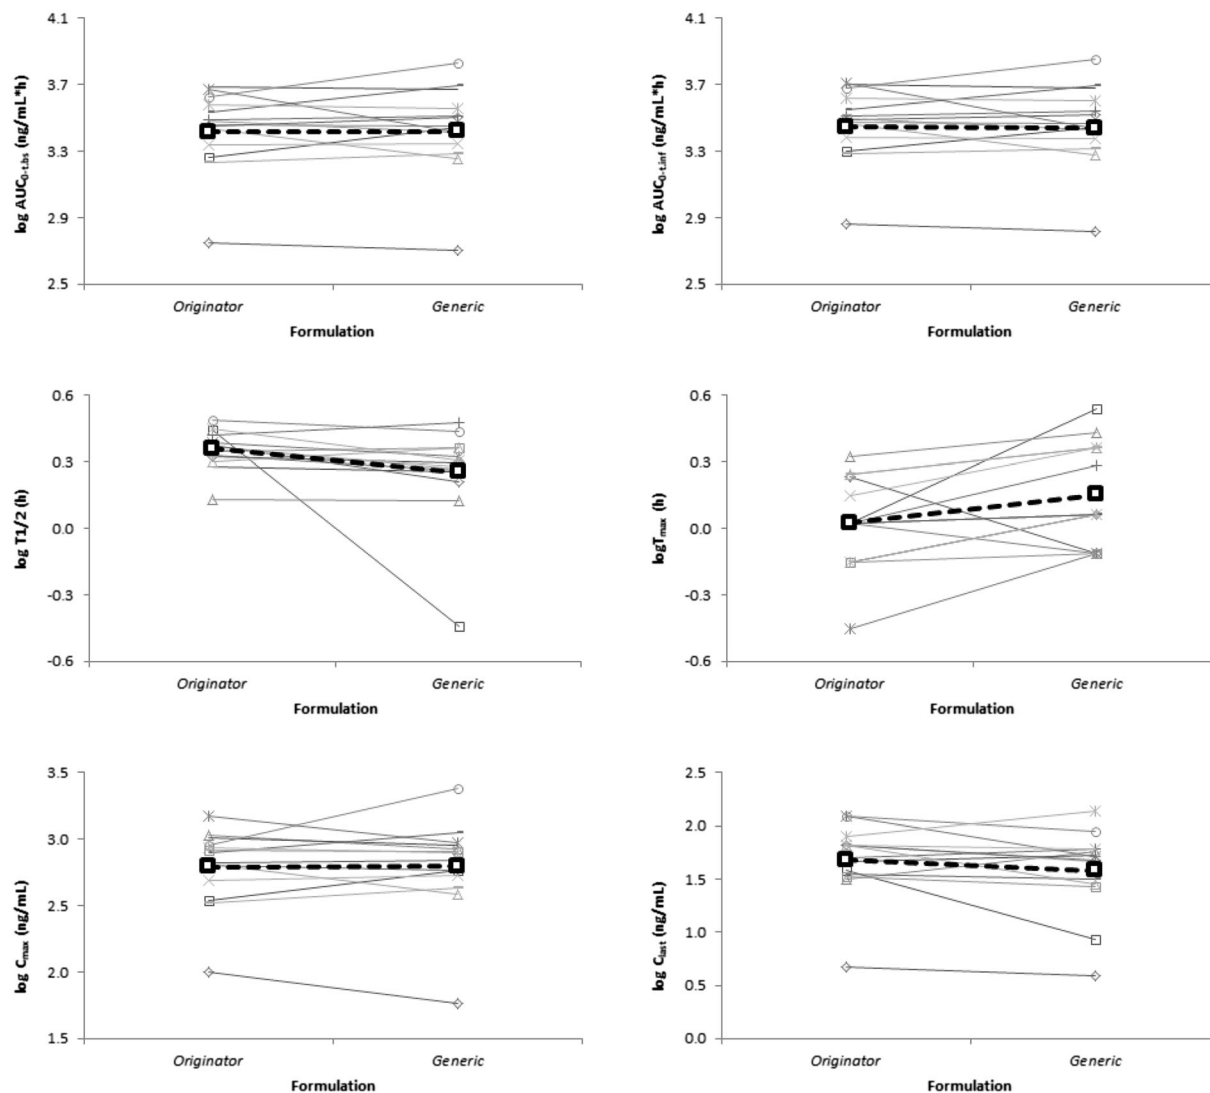 log AUC0-t.bs (ng/mL*h)
4.1
3.7
3.3
2.9
2.5
Originator Generic
Formulation
log AUC0-t.inf (ng/mL*h)
4.1
3.7
3.3
2.9
2.5
Originator Generic
Formulation
log T1/2 (h)
0.6
0.3
0.0
-0.3
-0.6
Originator Generic
Formulation
logTmax (h)
0.6
0.3
0.0
-0.3
-0.6
Originator Generic
Formulation
log Cmax (ng/mL)
3.5
3.0
2.5
2.0
1.5
Originator Generic
Formulation
log Clast (ng/mL)
2.5
2.0
1.5
1.0
0.5
0.0
Originator Generic
Formulation